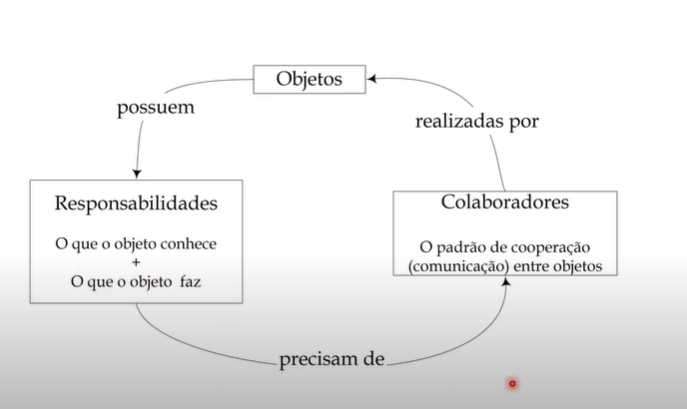 Objetos
possuem
realizadas por
Responsabilidades
O que o objeto conhece
+
O que o objeto faz
Colaboradores
O padrão de cooperação
(comunicação) entre objetos
precisam de